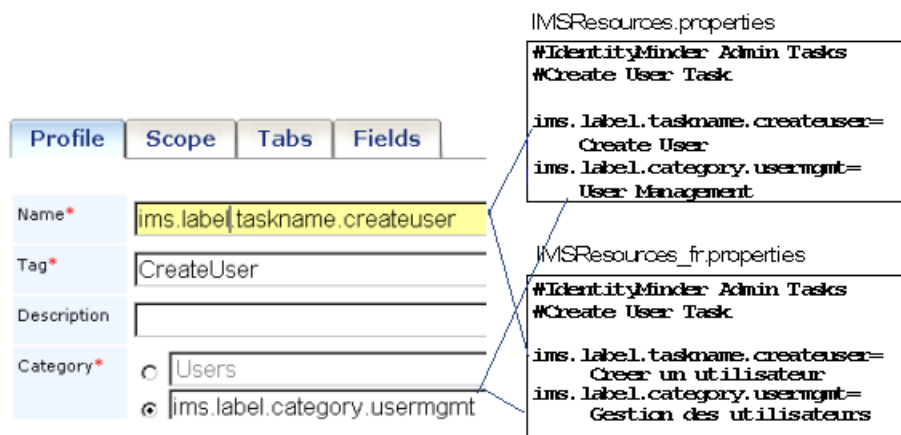 IMSResources.properties
#IdentityMinder Admin Tasks
#Create User Task
ims.label.taskname.createuser=
Create User
ims.label.category.usermgmt=
User Management
Profile Scope Tabs Fields
Name* ims.label.taskname.createuser
Tag* CreateUser
Description
Category* Users
ims.label.category.usermgmt
IMSResources_fr.properties
#IdentityMinder Admin Tasks
#Create User Task
ims.label.taskname.createuser=
Creer un utilisateur
ims.label.category.usermgmt=
Gestion des utilisateurs